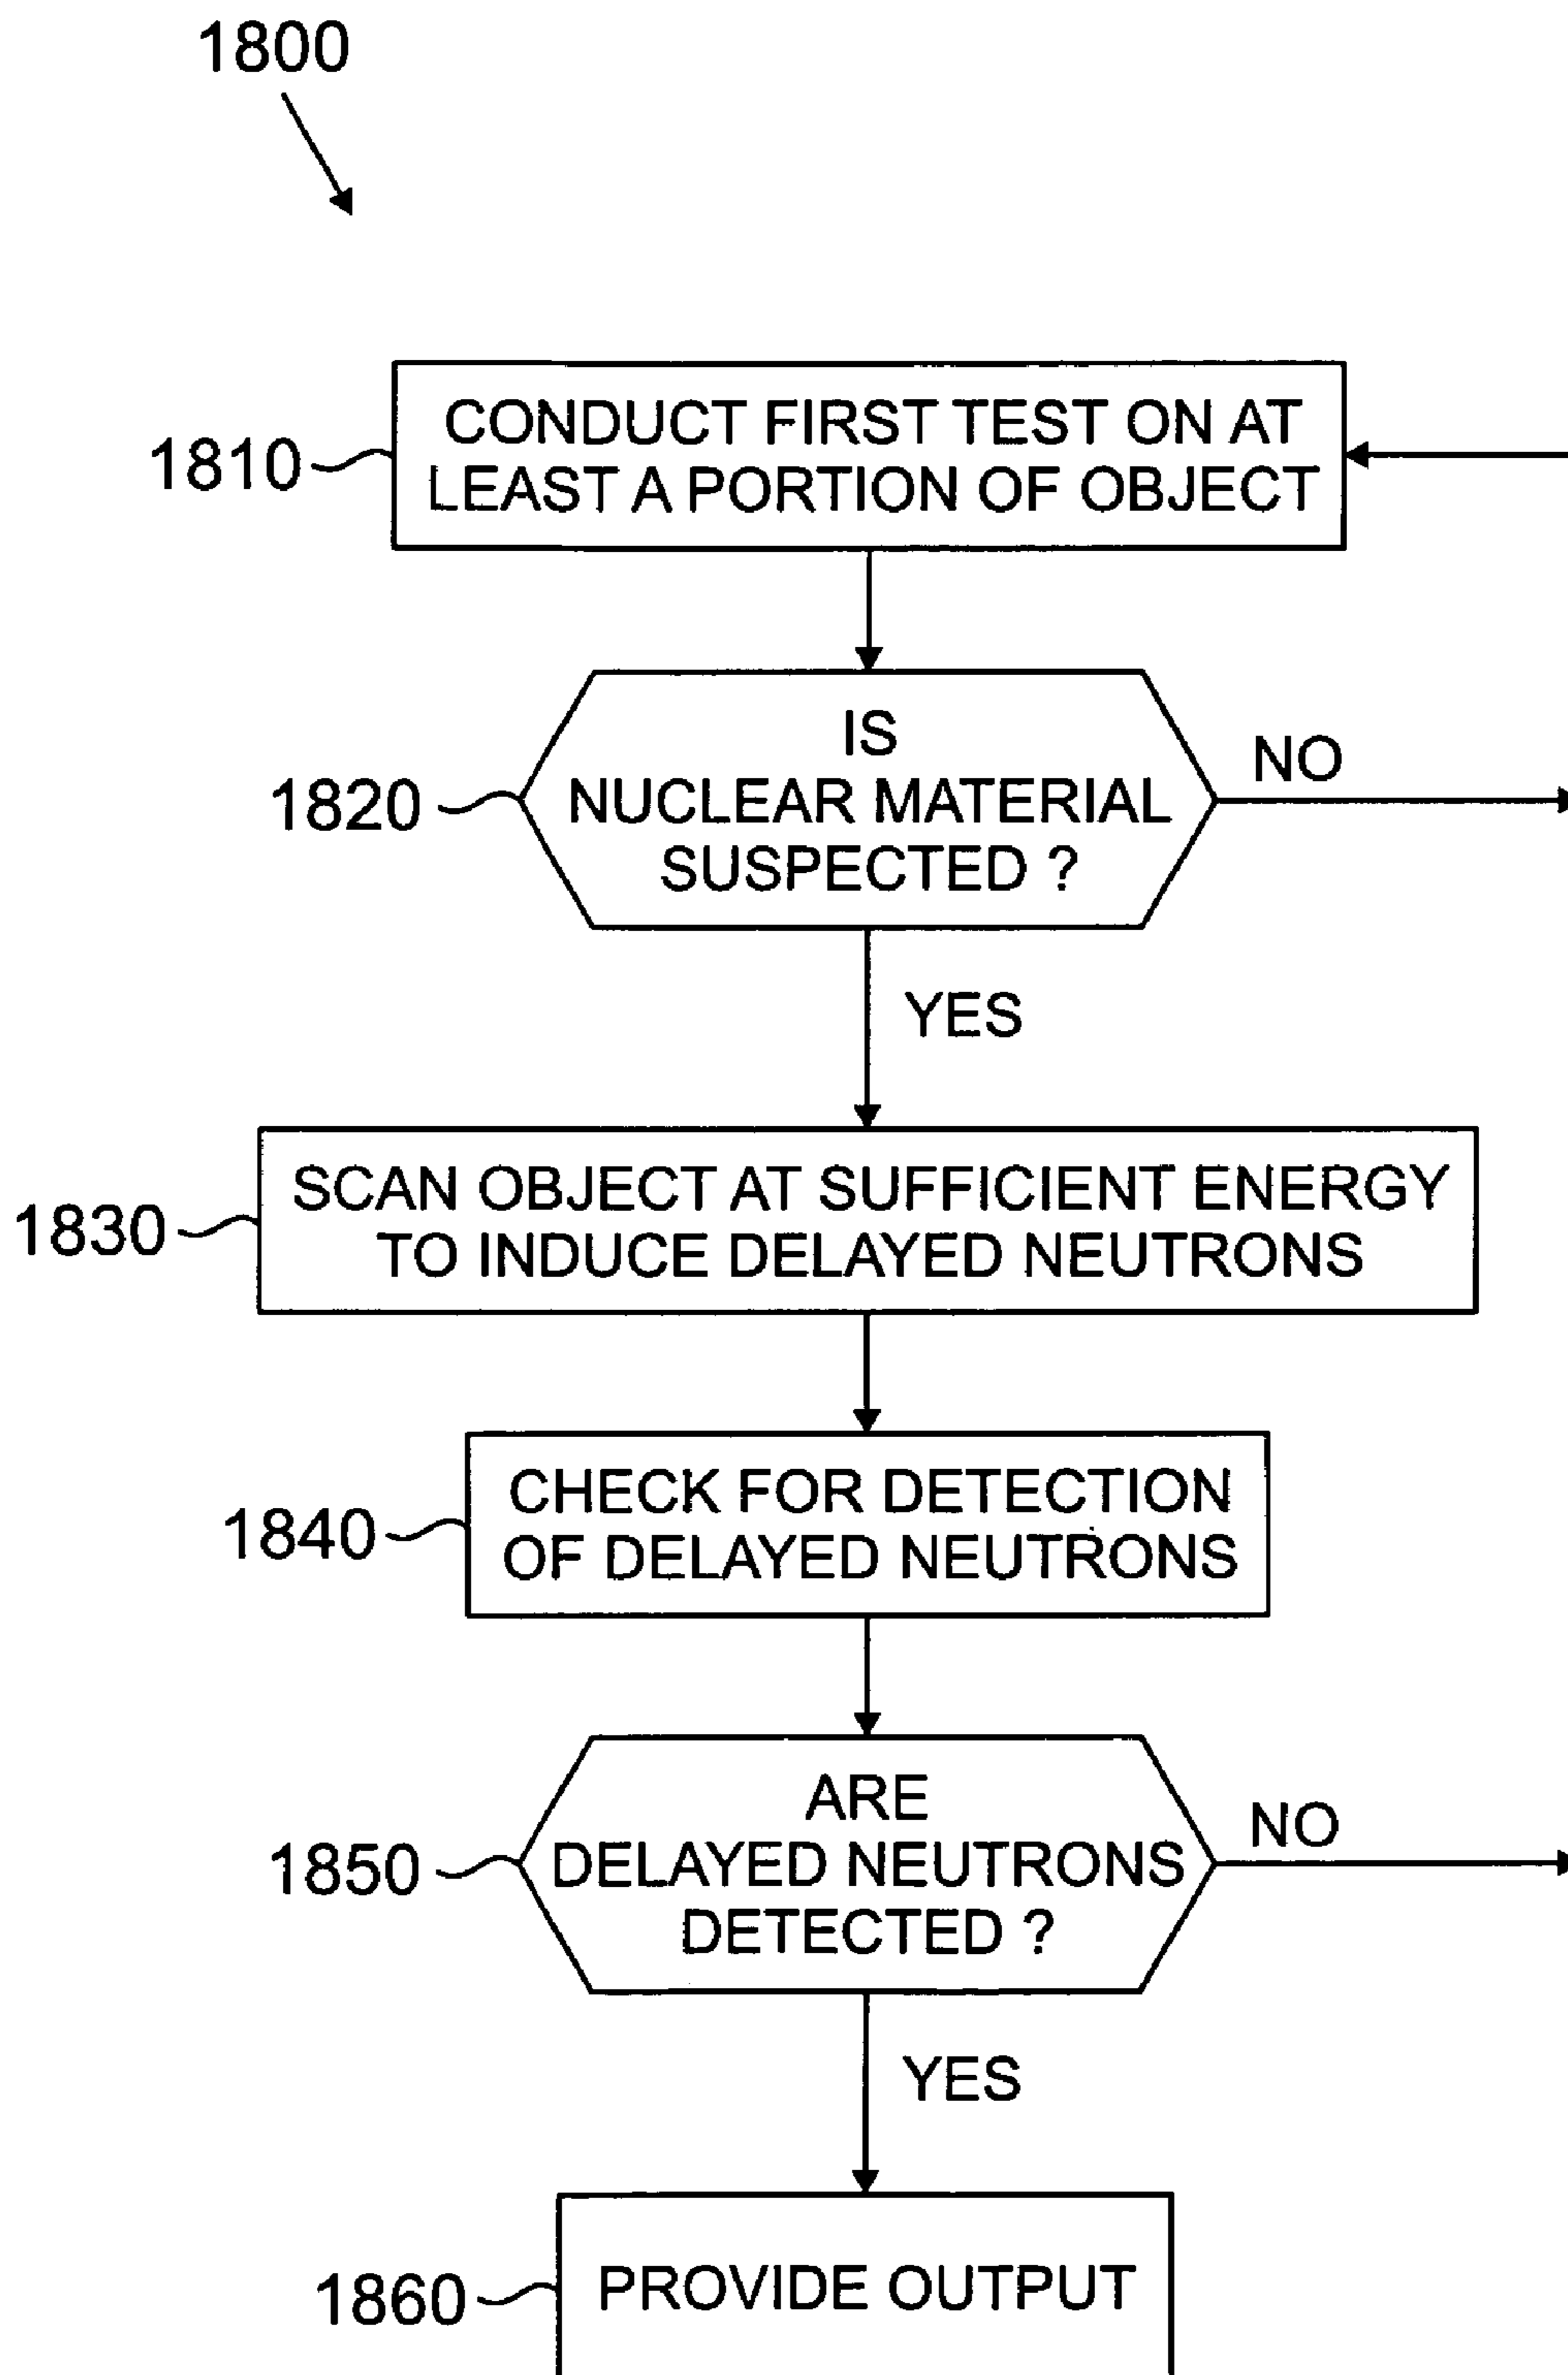 1800
1810
CONDUCT FIRST TEST ON AT
LEAST A PORTION OF OBJECT
1820
IS
NUCLEAR MATERIAL
SUSPECTED ?
NO
YES
1830
SCAN OBJECT AT SUFFICIENT ENERGY
TO INDUCE DELAYED NEUTRONS
1840
CHECK FOR DETECTION
OF DELAYED NEUTRONS
1850
ARE
DELAYED NEUTRONS
DETECTED ?
NO
YES
1860
PROVIDE OUTPUT